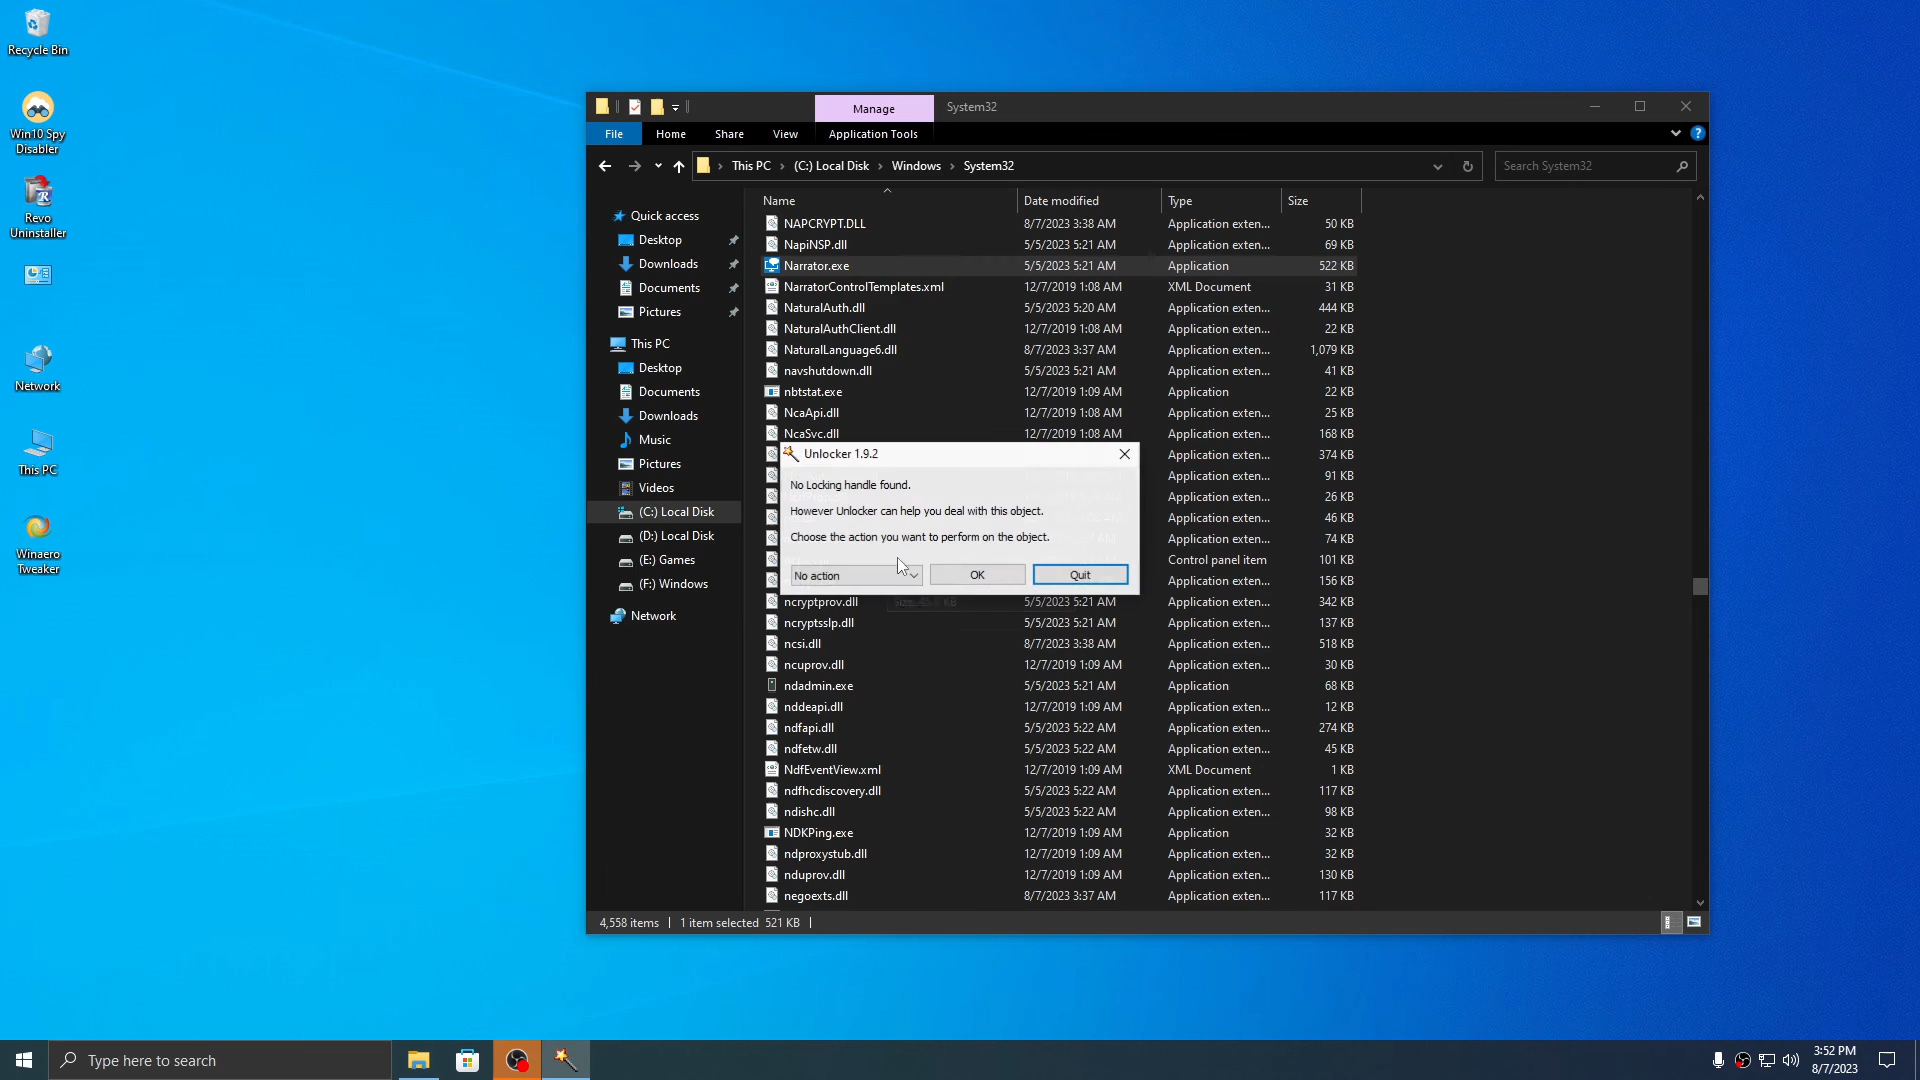 Recycle Bin
Win10 Spy
Disabler
Revo
Uninstaller
Network
This PC
Winaero
Tweaker
Manage
System32
File
Home
Share
View
Application Tools
This PC
(C:) Local Disk
Windows
System32
Search System32
Quick access
Desktop
Downloads
Documents
Pictures
This PC
Desktop
Documents
Downloads
Music
Pictures
Videos
(C:) Local Disk
(D:) Local Disk
(E:) Games
(F:) Windows
Network
Name Date modified Type Size
NAPCRYPT.DLL 8/7/2023 3:38 AM Application exten... 50 KB
NapiNSP.dll 5/5/2023 5:21 AM Application exten... 69 KB
Narrator.exe 5/5/2023 5:21 AM Application 522 KB
NarratorControlTemplates.xml 12/7/2019 1:08 AM XML Document 31 KB
NaturalAuth.dll 5/5/2023 5:20 AM Application exten... 444 KB
NaturalAuthClient.dll 12/7/2019 1:08 AM Application exten... 22 KB
NaturalLanguage6.dll 8/7/2023 3:37 AM Application exten... 1,079 KB
navshutdown.dll 5/5/2023 5:21 AM Application exten... 41 KB
nbtstat.exe 12/7/2019 1:09 AM Application 22 KB
NcaApi.dll 12/7/2019 1:08 AM Application exten... 25 KB
NcaSvc.dll 12/7/2019 1:08 AM Application exten... 168 KB
Application exten... 374 KB
Application exten... 91 KB
Application exten... 26 KB
Application exten... 46 KB
Application exten... 74 KB
Control panel item 101 KB
Application exten... 156 KB
Unlocker 1.9.2
No Locking handle found.
However Unlocker can help you deal with this object.
Choose the action you want to perform on the object.
No action
OK
Quit
ncryptprov.dll 5/5/2023 5:21 AM Application exten... 342 KB
ncryptsslp.dll 5/5/2023 5:21 AM Application exten... 137 KB
ncsi.dll 8/7/2023 3:38 AM Application exten... 518 KB
ncuprov.dll 12/7/2019 1:09 AM Application exten... 30 KB
ndadmin.exe 5/5/2023 5:21 AM Application 68 KB
nddeapi.dll 12/7/2019 1:09 AM Application exten... 12 KB
ndfapi.dll 5/5/2023 5:22 AM Application exten... 274 KB
ndfetw.dll 5/5/2023 5:22 AM Application exten... 45 KB
NdfEventView.xml 12/7/2019 1:09 AM XML Document 1 KB
ndfhcdiscovery.dll 5/5/2023 5:22 AM Application exten... 117 KB
ndishc.dll 5/5/2023 5:22 AM Application exten... 98 KB
NDKPing.exe 12/7/2019 1:09 AM Application 32 KB
ndproxystub.dll 12/7/2019 1:09 AM Application exten... 32 KB
nduprov.dll 12/7/2019 1:09 AM Application exten... 130 KB
negoexts.dll 8/7/2023 3:37 AM Application exten... 117 KB
4,558 items 1 item selected 521 KB
Type here to search
3:52 PM
8/7/2023